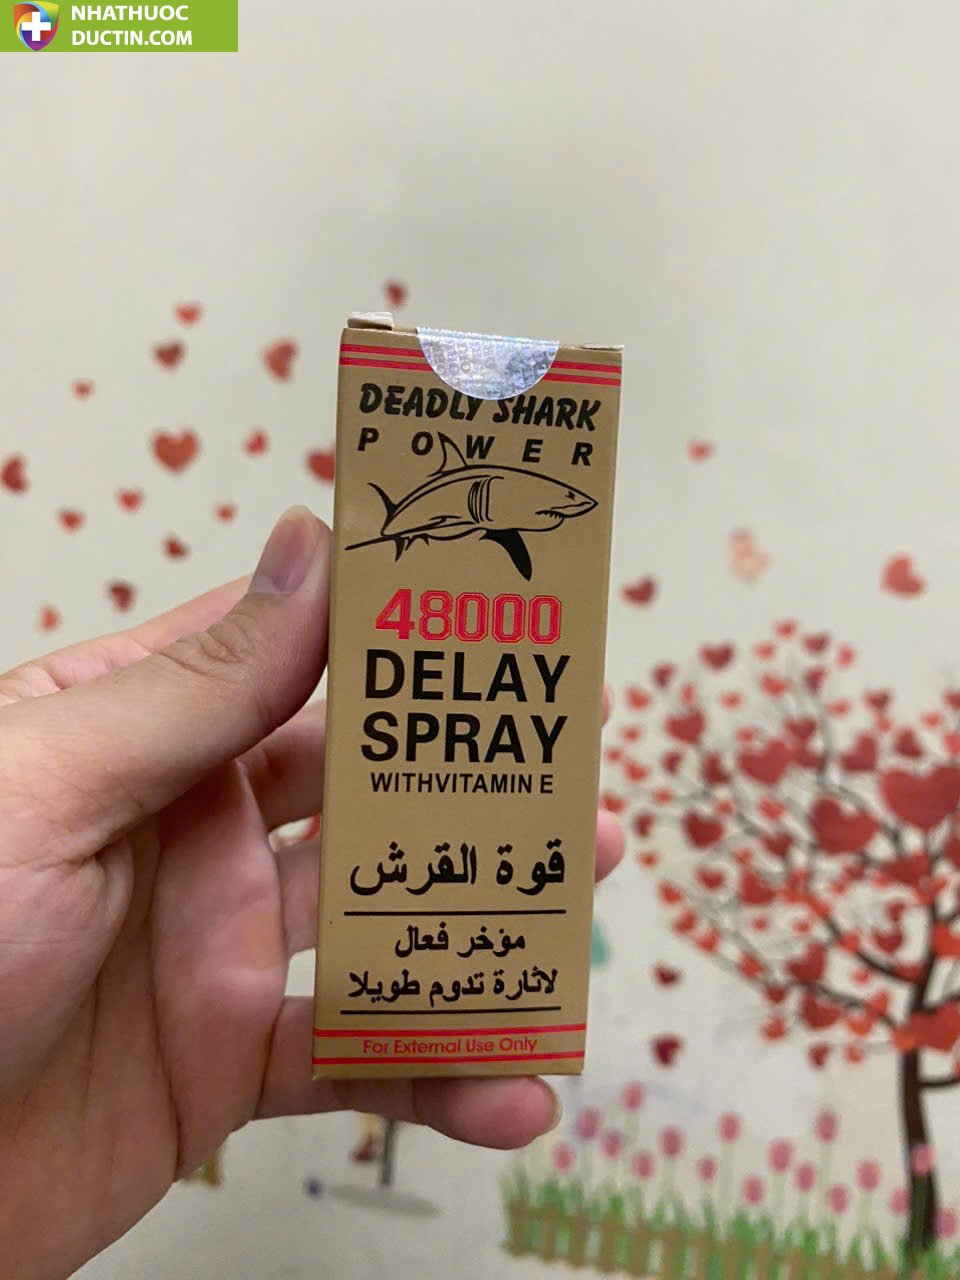 NHATHUOC
DUCTIN.COM
DEADLY SHARK
POWER
48000
DELAY
SPRAY
WITHVITAMIN E
قوة القرش
مؤخر فعال
لاثارة تدوم طويلا
For External Use Only